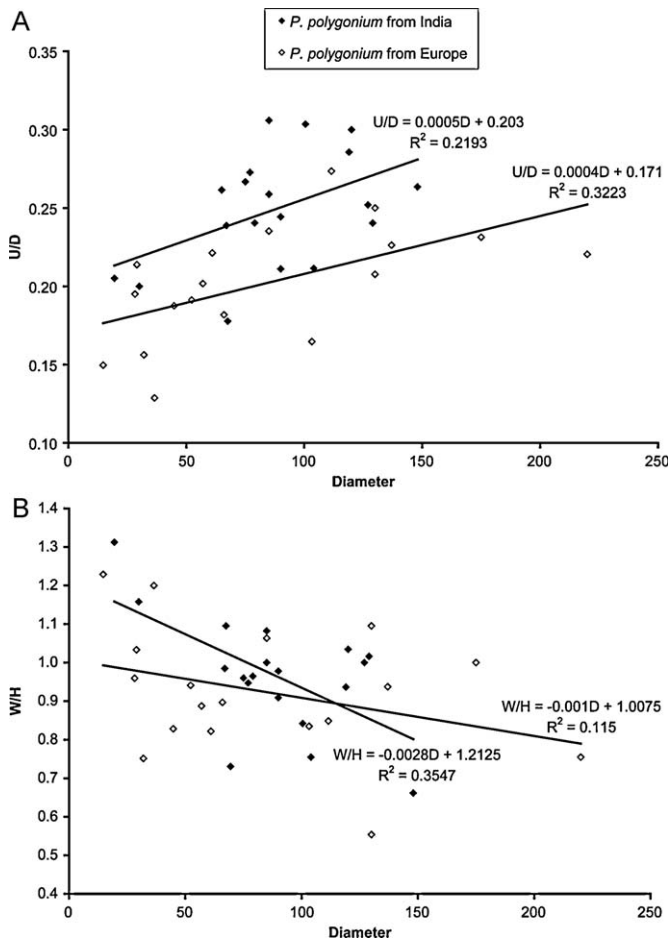 A
P. polygonium from India
P. polygonium from Europe
0.35
0.30
0.25
0.20
0.15
0.10
U/D
U/D = 0.0005D + 0.203
R² = 0.2193
U/D = 0.0004D + 0.171
R² = 0.3223
0 50 100 150 200 250
Diameter
B
1.4
1.3
1.2
1.1
1.0
0.9
0.8
0.7
0.6
0.5
0.4
W/H
W/H = -0.001D + 1.0075
R² = 0.115
W/H = -0.0028D + 1.2125
R² = 0.3547
0 50 100 150 200 250
Diameter